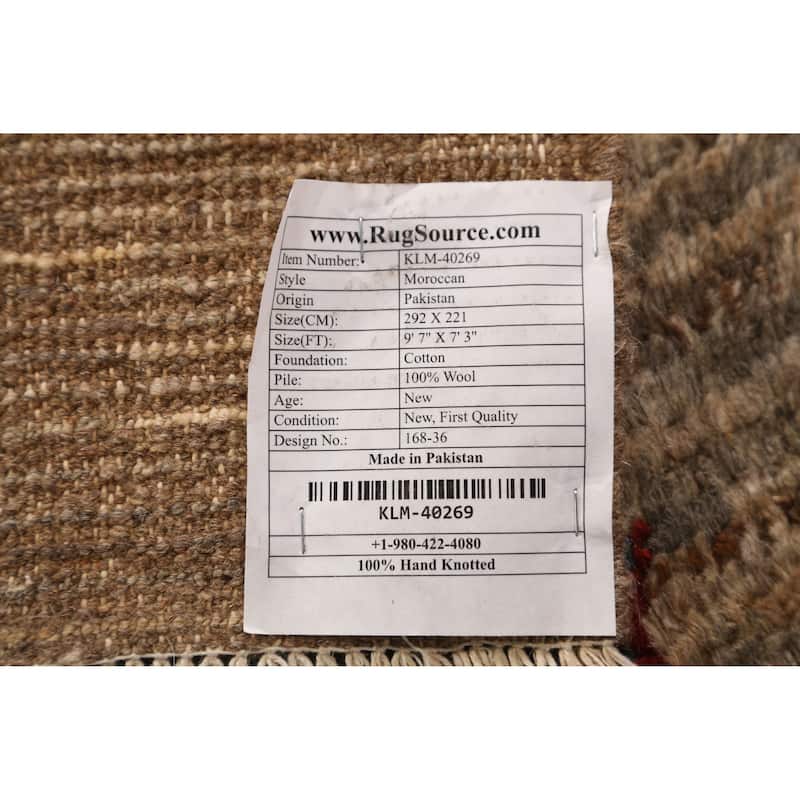 www.RugSource.com
Item Number: KLM-40269
Style Moroccan
Origin Pakistan
Size(CM): 292 X 221
Size(FT): 9' 7" X 7' 3"
Foundation: Cotton
Pile: 100% Wool
Age: New
Condition: New, First Quality
Design No.: 168-36
Made in Pakistan
KLM-40269
+1-980-422-4080
100% Hand Knotted